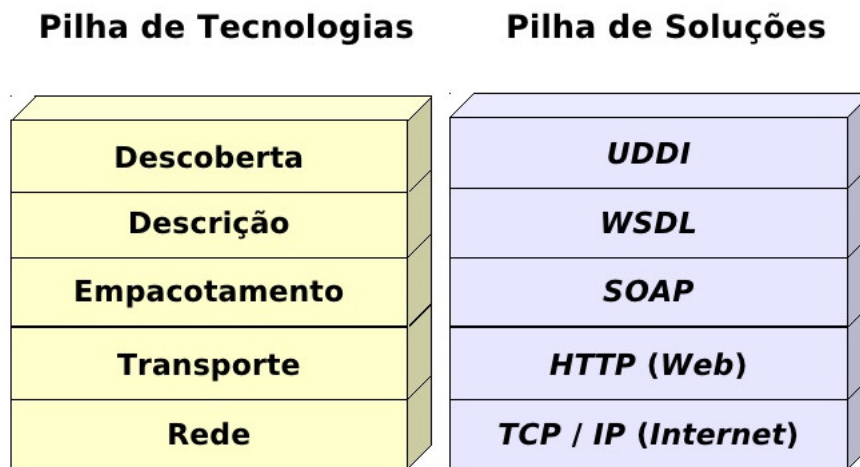 Pilha de Tecnologias
Descoberta
Descrição
Empacotamento
Transporte
Rede
Pilha de Soluções
UDDI
WSDL
SOAP
HTTP (Web)
TCP / IP (Internet)